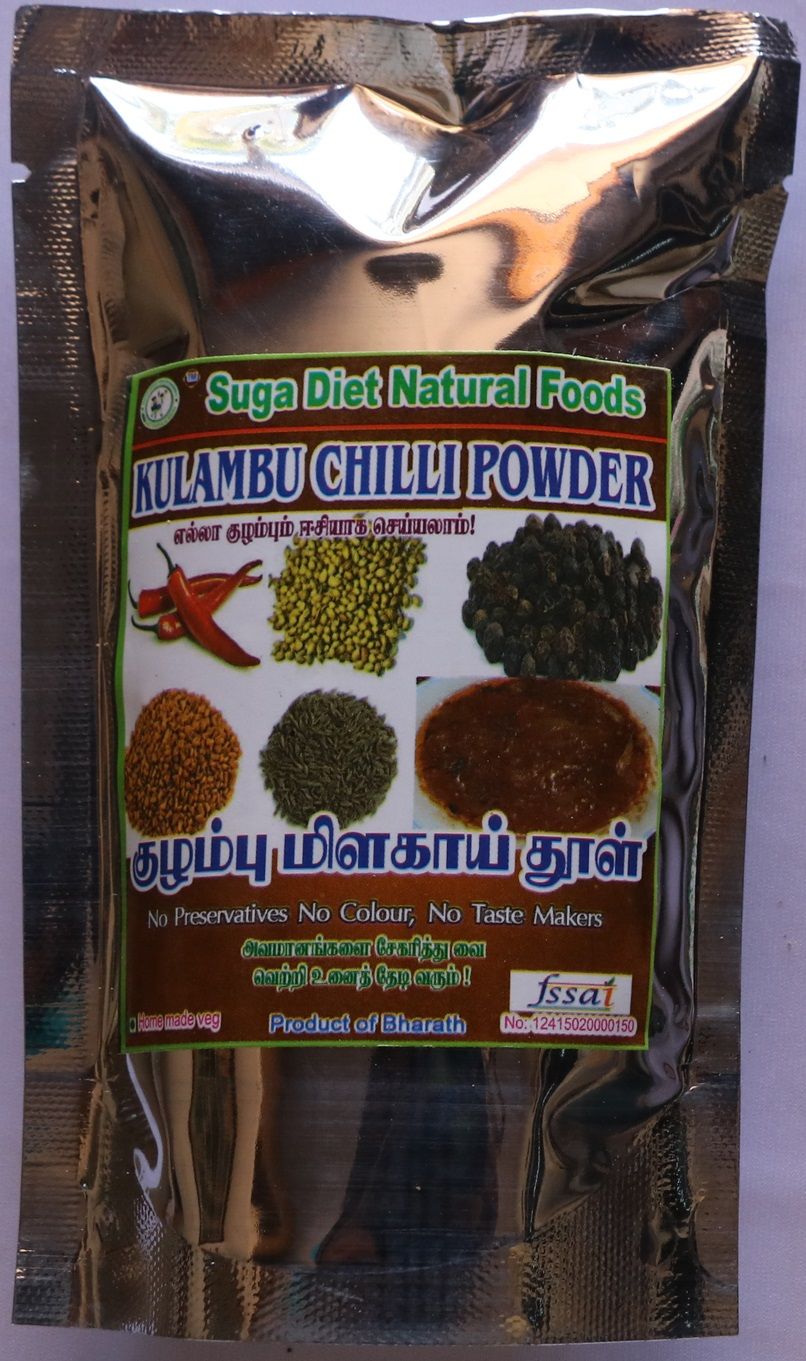 TM Suga Diet Natural Foods
KULAMBU CHILLI POWDER
எல்லா குழம்பும் ஈசியாக செய்யலாம்!
குழம்பு மிளகாய் தூள்
No Preservatives No Colour, No Taste Makers
அவமானங்களை சேகரித்து வை
வெற்றி உனைத் தேடி வரும்!
fssai
Home made veg Product of Bharath No: 12415020000150